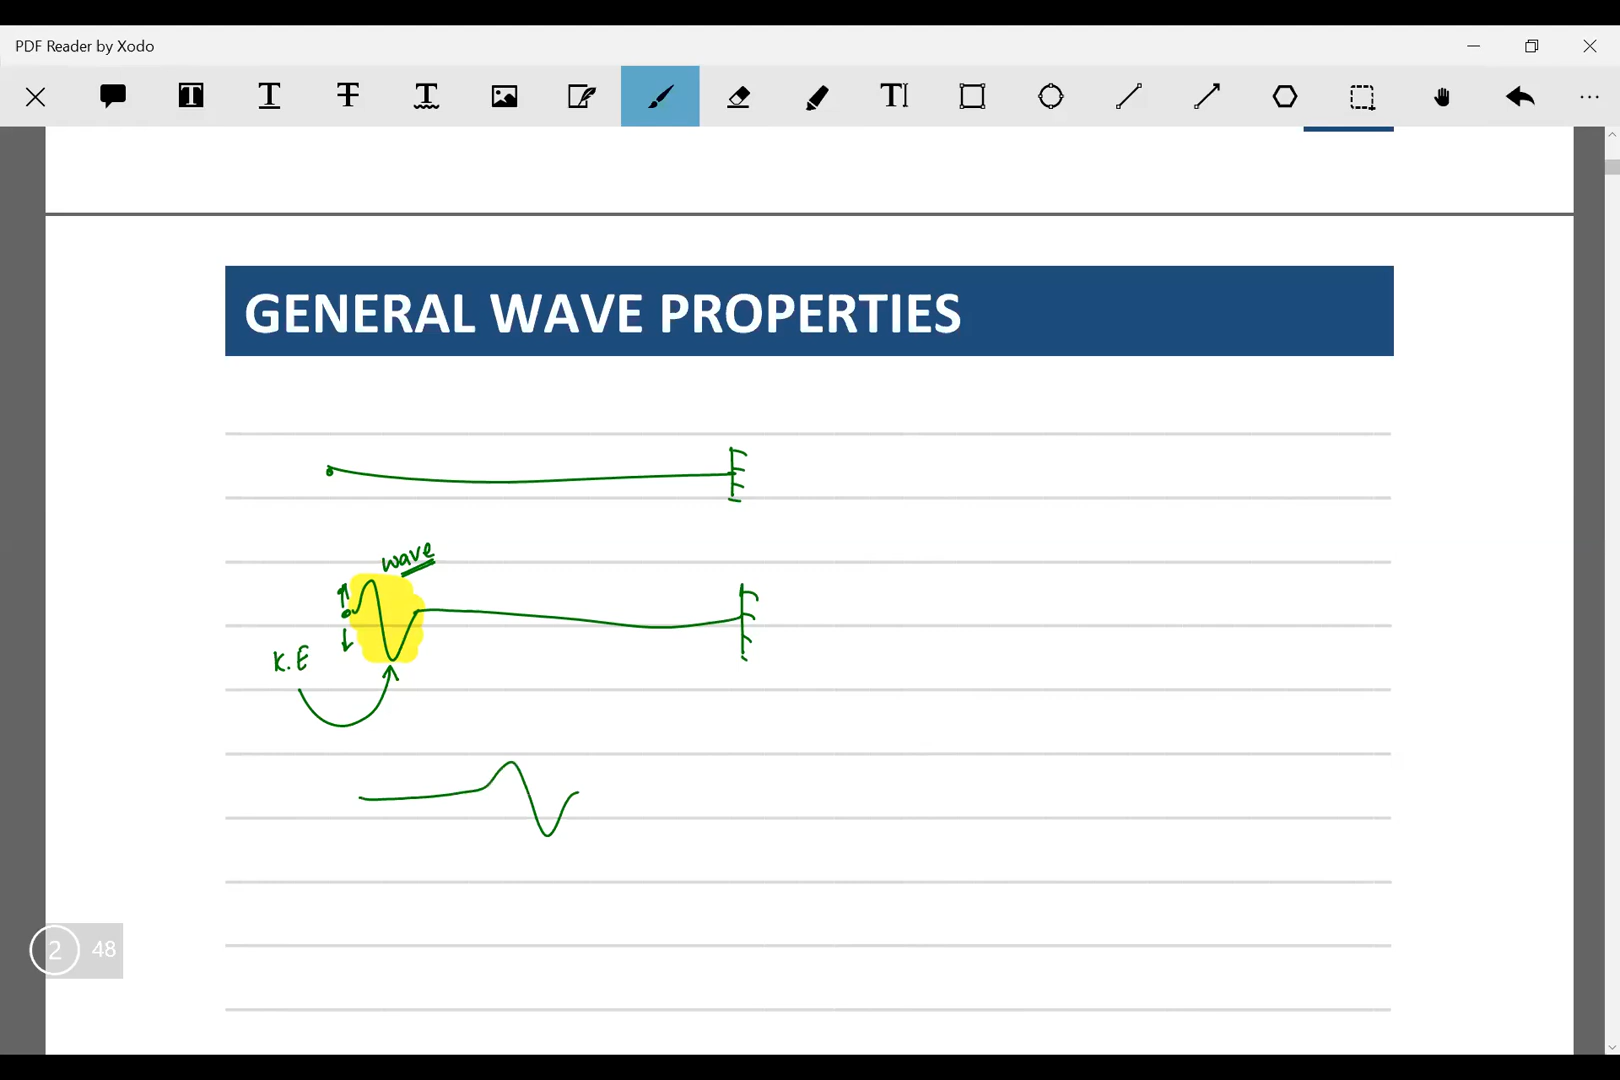 PDF Reader by Xodo
GENERAL WAVE PROPERTIES
wave
K.E
2 48